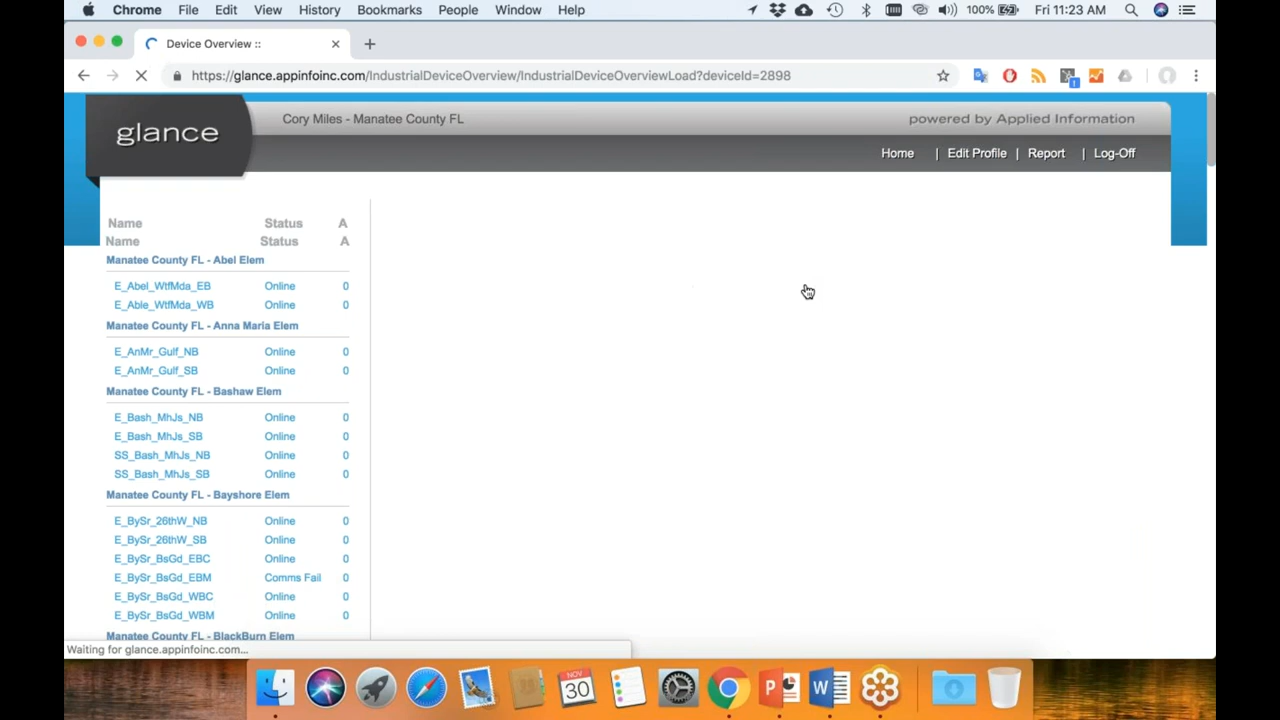 Chrome File Edit View History Bookmarks People Window Help 100% Fri 11:23 AM
Device Overview ::
https://glance.appinfoinc.com/IndustrialDeviceOverview/IndustrialDeviceOverviewLoad?deviceId=2898
glance Cory Miles - Manatee County FL powered by Applied Information
Home | Edit Profile | Report | Log-Off
Name Status A
Name Status A
Manatee County FL - Abel Elem
E_Abel_WtfMda_EB Online 0
E_Able_WtfMda_WB Online 0
Manatee County FL - Anna Maria Elem
E_AnMr_Gulf_NB Online 0
E_AnMr_Gulf_SB Online 0
Manatee County FL - Bashaw Elem
E_Bash_MhJs_NB Online 0
E_Bash_MhJs_SB Online 0
SS_Bash_MhJs_NB Online 0
SS_Bash_MhJs_SB Online 0
Manatee County FL - Bayshore Elem
E_BySr_26thW_NB Online 0
E_BySr_26thW_SB Online 0
E_BySr_BsGd_EBC Online 0
E_BySr_BsGd_EBM Comms Fail 0
E_BySr_BsGd_WBC Online 0
E_BySr_BsGd_WBM Online 0
Manatee County FL - BlackBurn Elem
Waiting for glance.appinfoinc.com...
NOV
30
P W